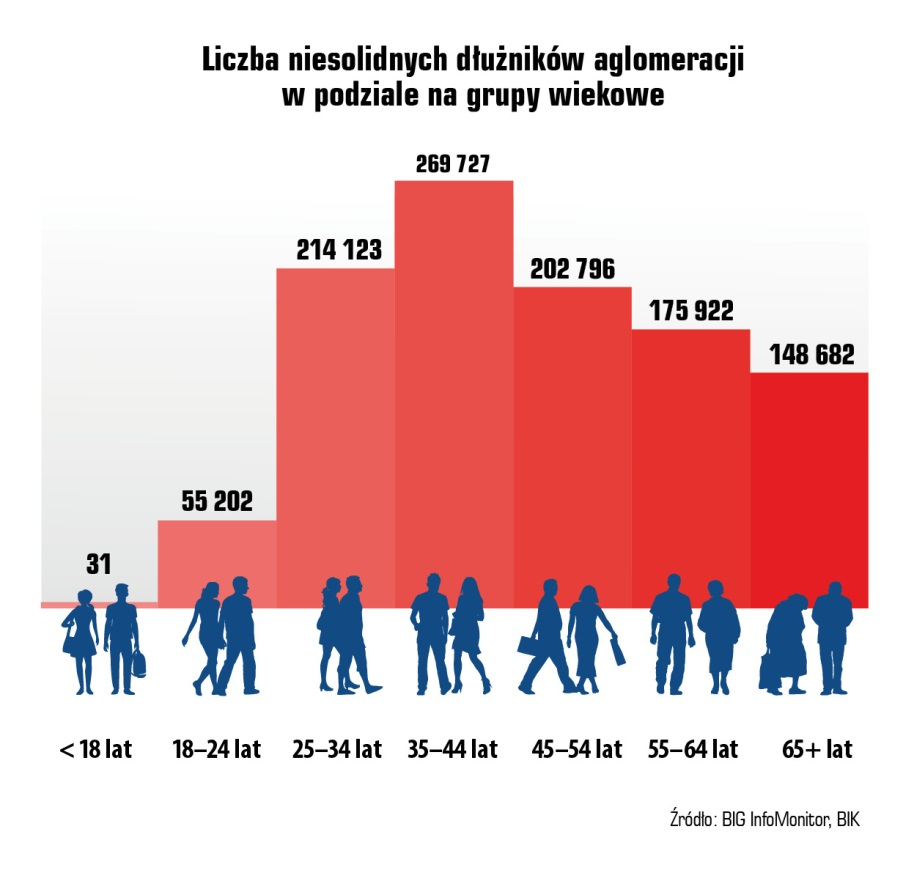 Liczba niesolidnych dłużników aglomeracji
w podziale na grupy wiekowe
269 727
214 123
202 796
175 922
148 682
55 202
31
< 18 lat 18–24 lat 25–34 lat 35–44 lat 45–54 lat 55–64 lat 65+ lat
Źródło: BIG InfoMonitor, BIK